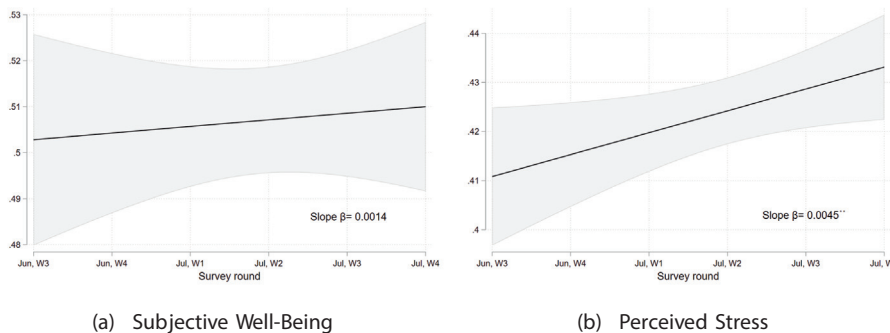 .53
.52
.51
.5
.49
.48
Slope β= 0.0014
Jun, W3 Jun, W4 Jul, W1 Jul, W2 Jul, W3 Jul, W4
Survey round
(a) Subjective Well-Being
.44
.43
.42
.41
.4
Slope β= 0.0045**
Jun, W3 Jun, W4 Jul, W1 Jul, W2 Jul, W3 Jul, W
Survey round
(b) Perceived Stress